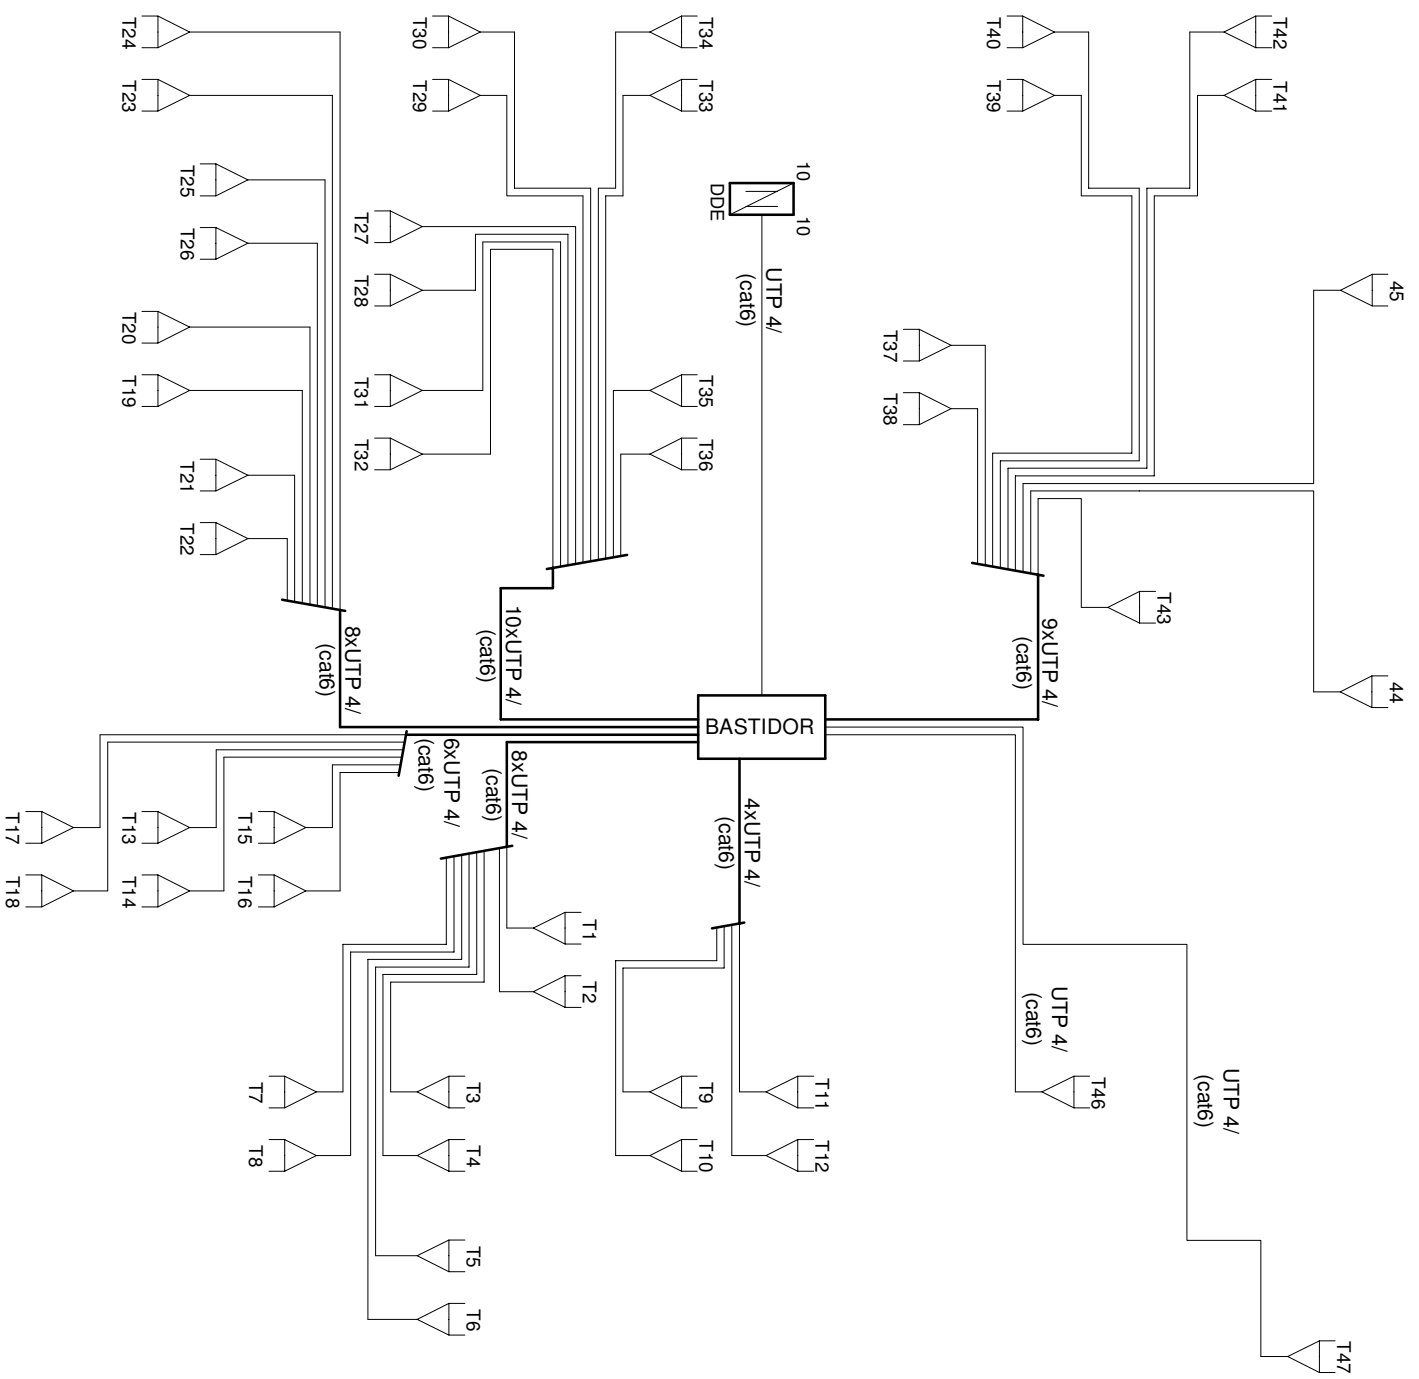 T24
T23
T25
T26
T20
T19
T21
T22
T30
T29
T27
T28
T31
T32
T34
T33
T35
T36
10
10
DDE
UTP 4/
(cat6)
T40
T39
T42
T41
T37
T38
45
44
T43
9xUTP 4/
(cat6)
10xUTP 4/
(cat6)
8xUTP 4/
(cat6)
BASTIDOR
6xUTP 4/
(cat6)
8xUTP 4/
(cat6)
4xUTP 4/
(cat6)
T17
T18
T13
T14
T15
T16
T1
T2
T7
T8
T3
T4
T5
T6
T9
T10
T11
T12
UTP 4/
(cat6)
T46
UTP 4/
(cat6)
T47